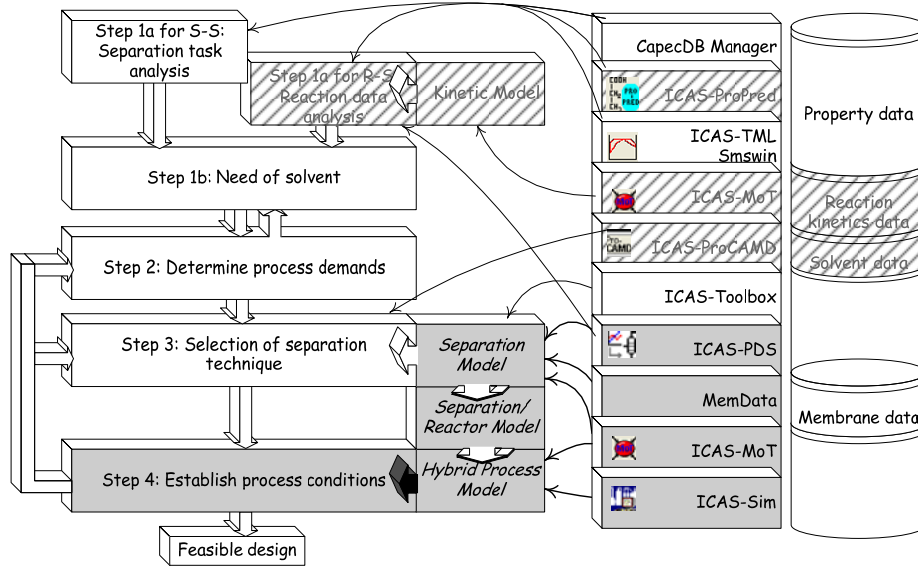 Step 1a for S-S:
Separation task
analysis
Step 1a for R-S
Reaction data
analysis
Kinetic Model
Step 1b: Need of solvent
Step 2: Determine process demands
Step 3: Selection of separation
technique
Separation
Model
Separation/
Reactor Model
Step 4: Establish process conditions
Hybrid Process
Model
Feasible design
CapecDB Manager
ICAS-ProPred
ICAS-TML
Smswin
ICAS-MoT
ICAS-ProCAMD
ICAS-Toolbox
ICAS-PDS
MemData
ICAS-MoT
ICAS-Sim
Property data
Reaction
kinetics data
Solvent data
Membrane data